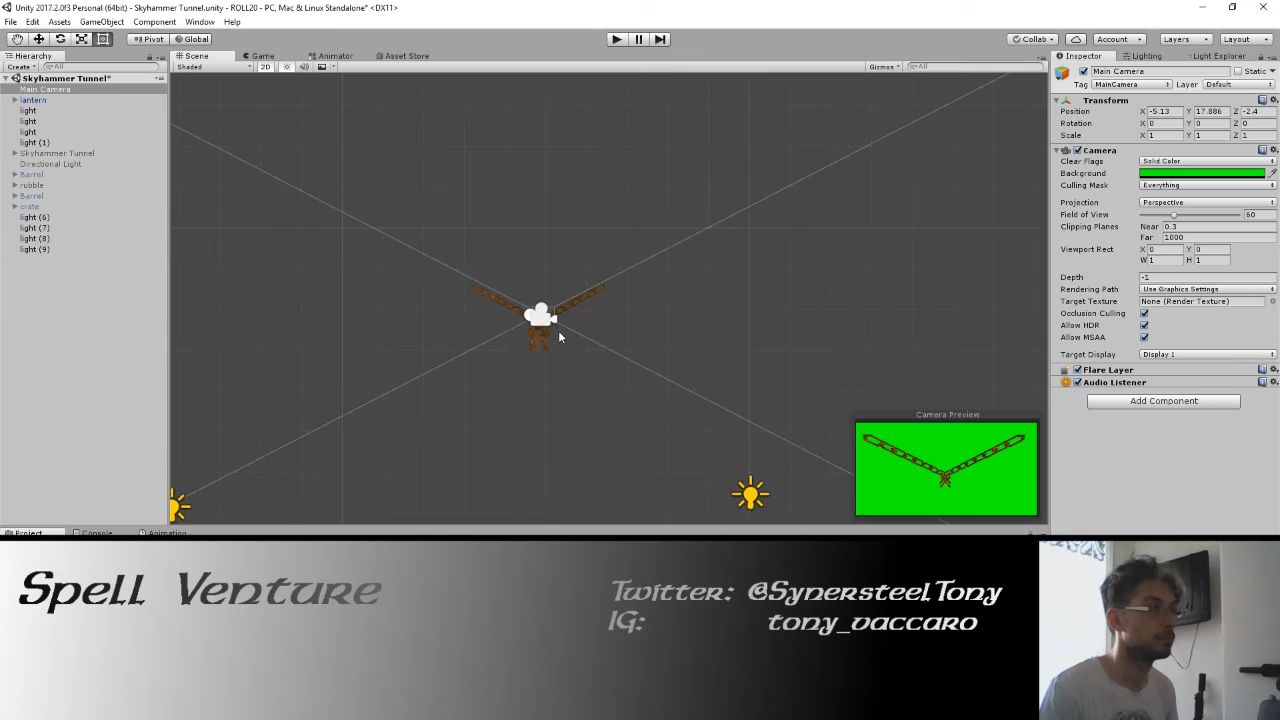 Unity 2017.2.0f3 Personal (64bit) - Skyhammer Tunnel.unity - ROLL20 - PC, Mac & Linux Standalone* <DX11>
File Edit Assets GameObject Component Window Help
Pivot Global Collab Account Layers Layout
Hierarchy Scene Game Animator Asset Store Inspector Lighting Light Explorer
Create All Shaded 2D Gizmos All
Skyhammer Tunnel*
Main Camera
lantern
light
light
light
light (1)
Skyhammer Tunnel
Directional Light
Barrel
rubble
Barrel
crate
light (6)
light (7)
light (8)
light (9)
Main Camera Static
Tag MainCamera Layer Default
Transform
Position X -5.13 Y 17.886 Z -2.4
Rotation X 0 Y 0 Z 0
Scale X 1 Y 1 Z 1
Camera
Clear Flags Solid Color
Background
Culling Mask Everything
Projection Perspective
Field of View 60
Clipping Planes Near 0.3
Far 1000
Viewport Rect X 0 Y 0
W 1 H 1
Depth -1
Rendering Path Use Graphics Settings
Target Texture None (Render Texture)
Occlusion Culling
Allow HDR
Allow MSAA
Target Display Display 1
Flare Layer
Audio Listener
Add Component
Camera Preview
Project Console Animation
Spell Venture
Twitter: @SynersteelTony
IG: tony_vaccaro